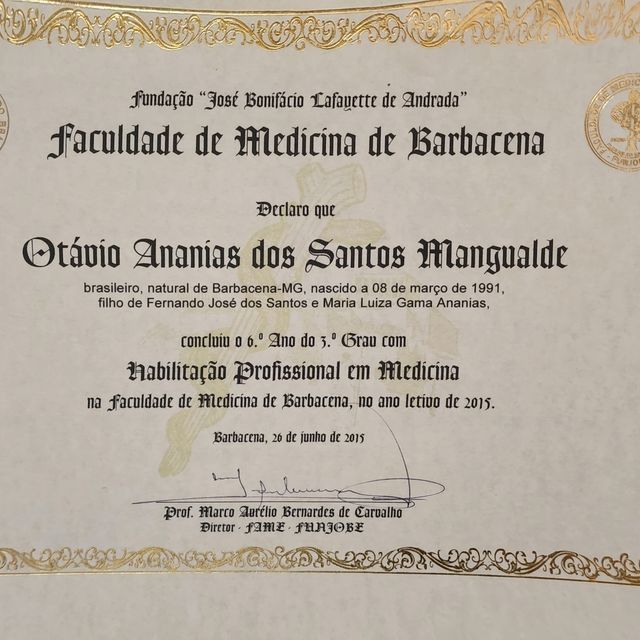 Fundação "José Bonifácio Lafayette de Andrada"
Faculdade de Medicina de Barbacena
Declaro que
Otávio Ananias dos Santos Mangualde
brasileiro, natural de Barbacena-MG, nascido a 08 de março de 1991,
filho de Fernando José dos Santos e Maria Luiza Gama Ananias,
concluiu o 6.º Ano do 3.º Grau com
Habilitação Profissional em Medicina
na Faculdade de Medicina de Barbacena, no ano letivo de 2015.
Barbacena, 26 de junho de 2015
Prof. Marco Aurélio Bernardes de Carvalho
Diretor - FAME - FUNJOBE